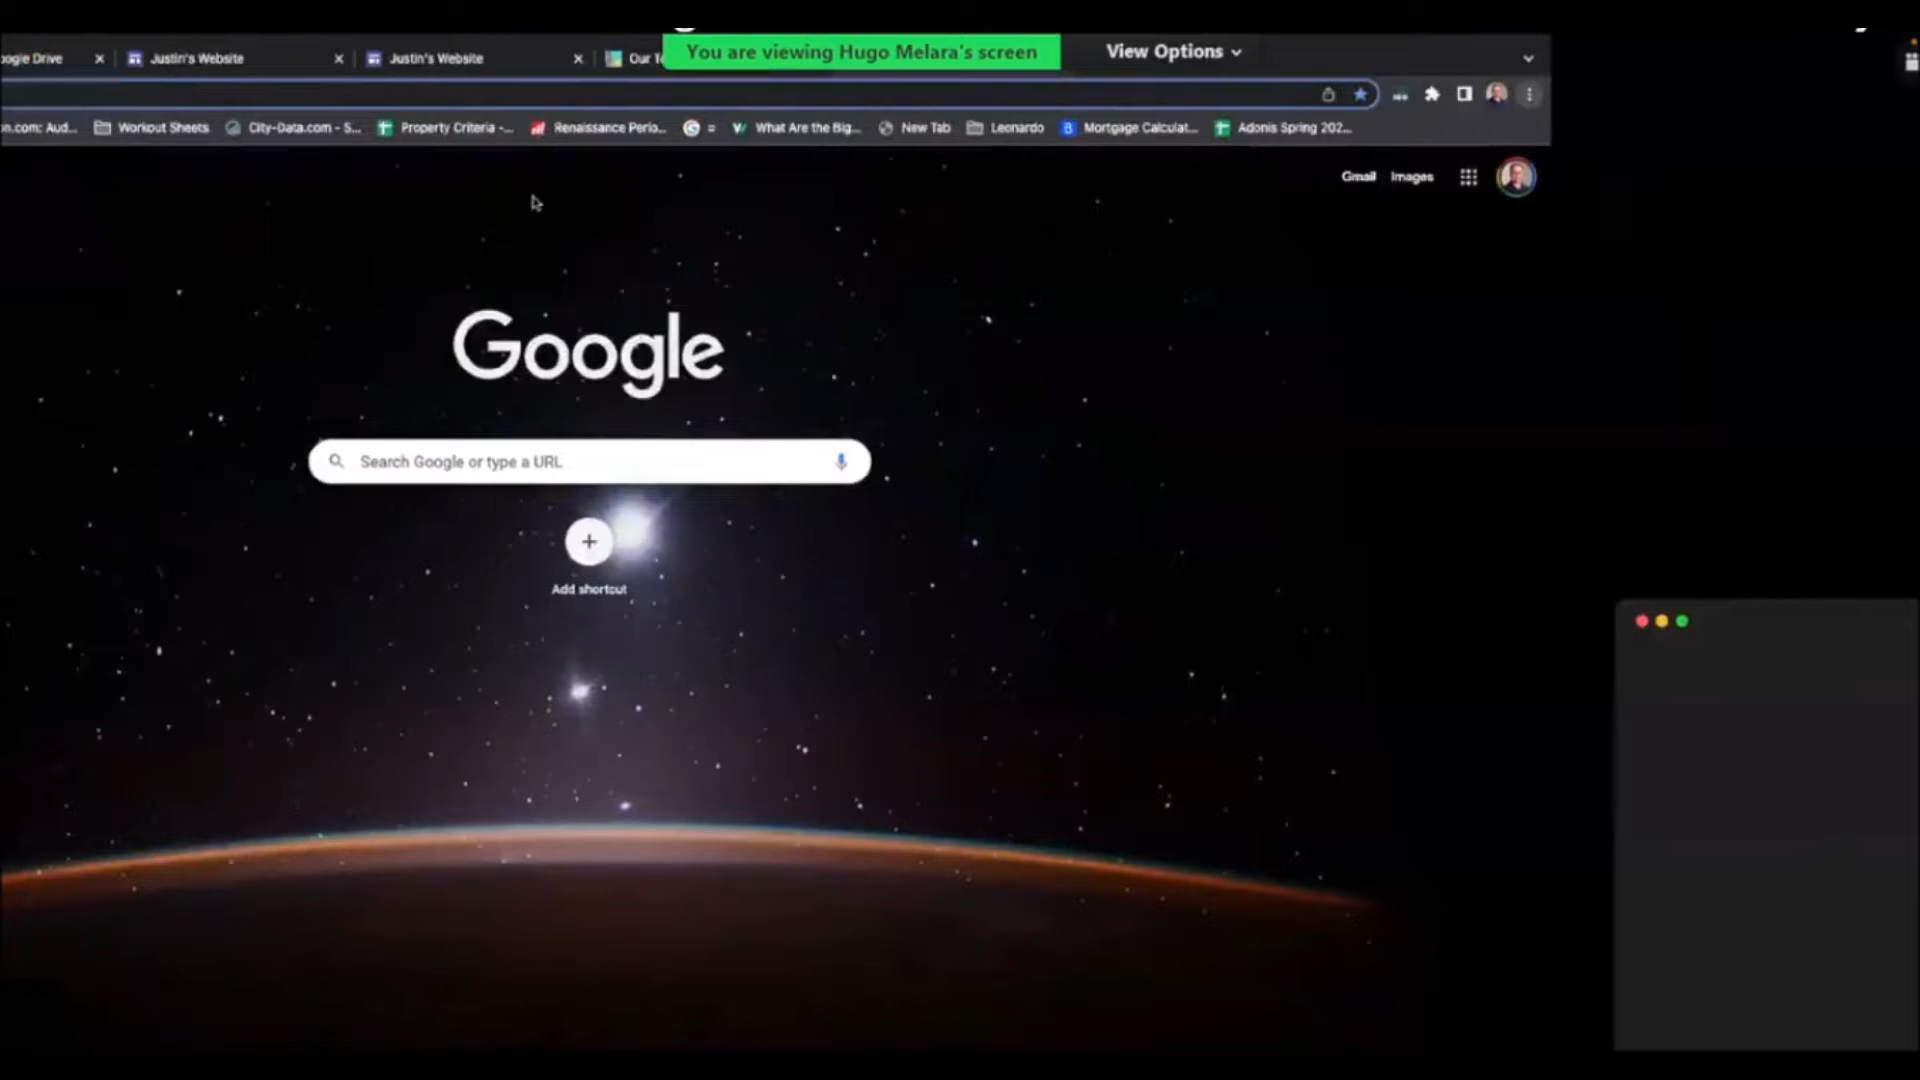 oogle Drive
Justin's Website
Justin's Website
Our
You are viewing Hugo Melara's screen
View Options
n.com: Aud...
Workout Sheets
City-Data.com - S...
Property Criteria -...
Renaissance Perio...
=
What Are the Big...
New Tab
Leonardo
Mortgage Calculat...
Adonis Spring 202...
Gmail
Images
Google
Search Google or type a URL
Add shortcut